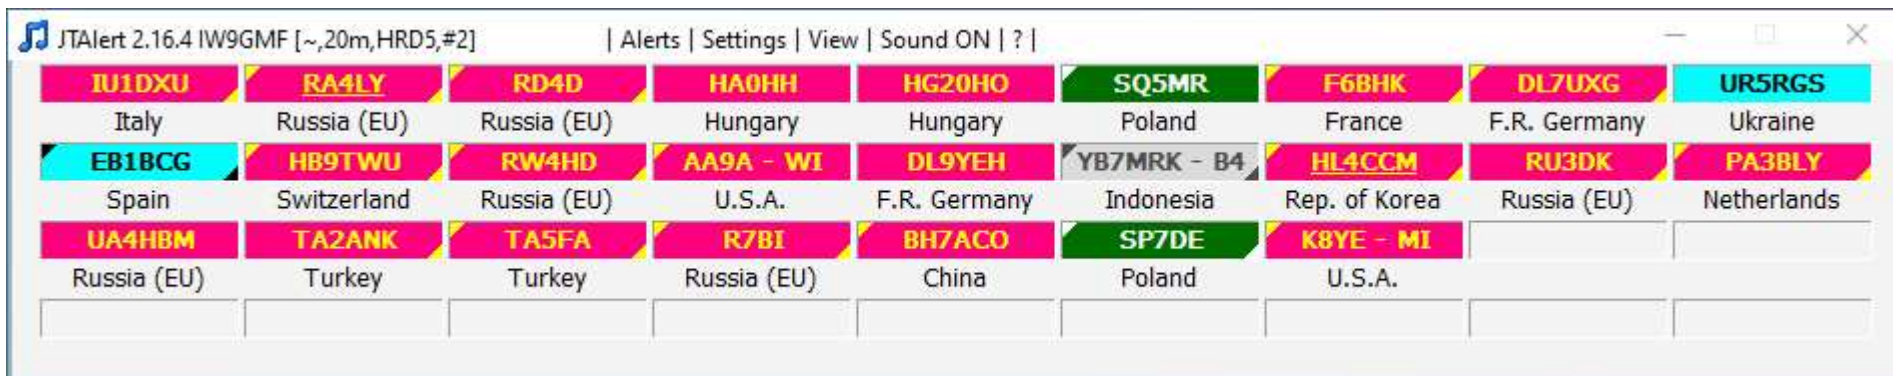 JTAlert 2.16.4 IW9GMF [~,20m,HRD5,#2] | Alerts | Settings | View | Sound ON | ? |
IU1DXU RA4LY RD4D HA0HH HG20HO SQ5MR F6BHK DL7UXG UR5RGS
Italy Russia (EU) Russia (EU) Hungary Hungary Poland France F.R. Germany Ukraine
EB1BCG HB9TWU RW4HD AA9A - WI DL9YEH YB7MRK - B4 HL4CCM RU3DK PA3BLY
Spain Switzerland Russia (EU) U.S.A. F.R. Germany Indonesia Rep. of Korea Russia (EU) Netherlands
UA4HBM TA2ANK TA5FA R7BI BH7ACO SP7DE K8YE - MI
Russia (EU) Turkey Turkey Russia (EU) China Poland U.S.A.